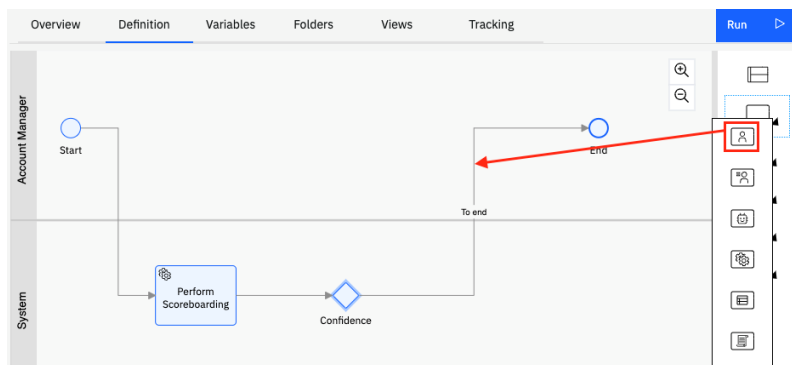 Overview Definition Variables Folders Views Tracking Run
Account Manager
Start
End
To end
System
Perform
Scoreboarding
Confidence